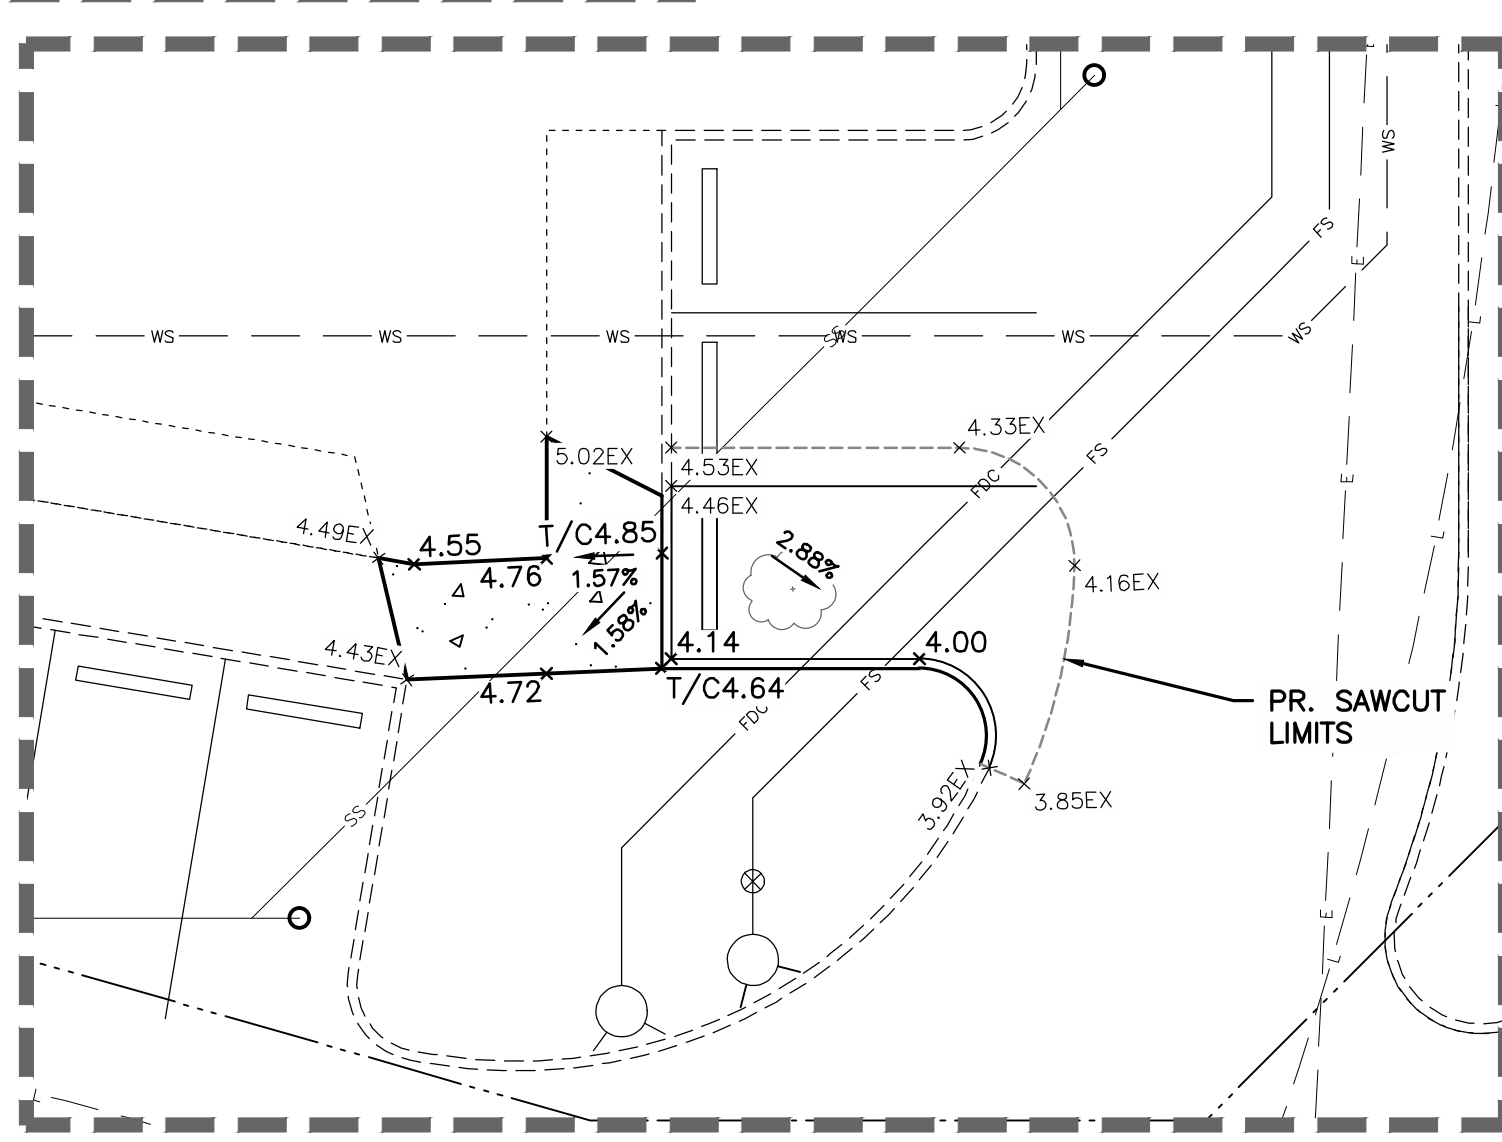 WS
FS
E
L
WS
WS
WS
SS
WS
WS
WS
4.33EX
5.02EX
4.53EX
FS
FDC
E
4.46EX
4.49EX
T/C4.85
4.55
2.88%
L
4.76
1.57%
4.16EX
1.58%
4.14
4.00
4.43EX
4.72
T/C4.64
FS
FDC
PR. SAWCUT
LIMITS
3.92EX
3.85EX
SS
E
L